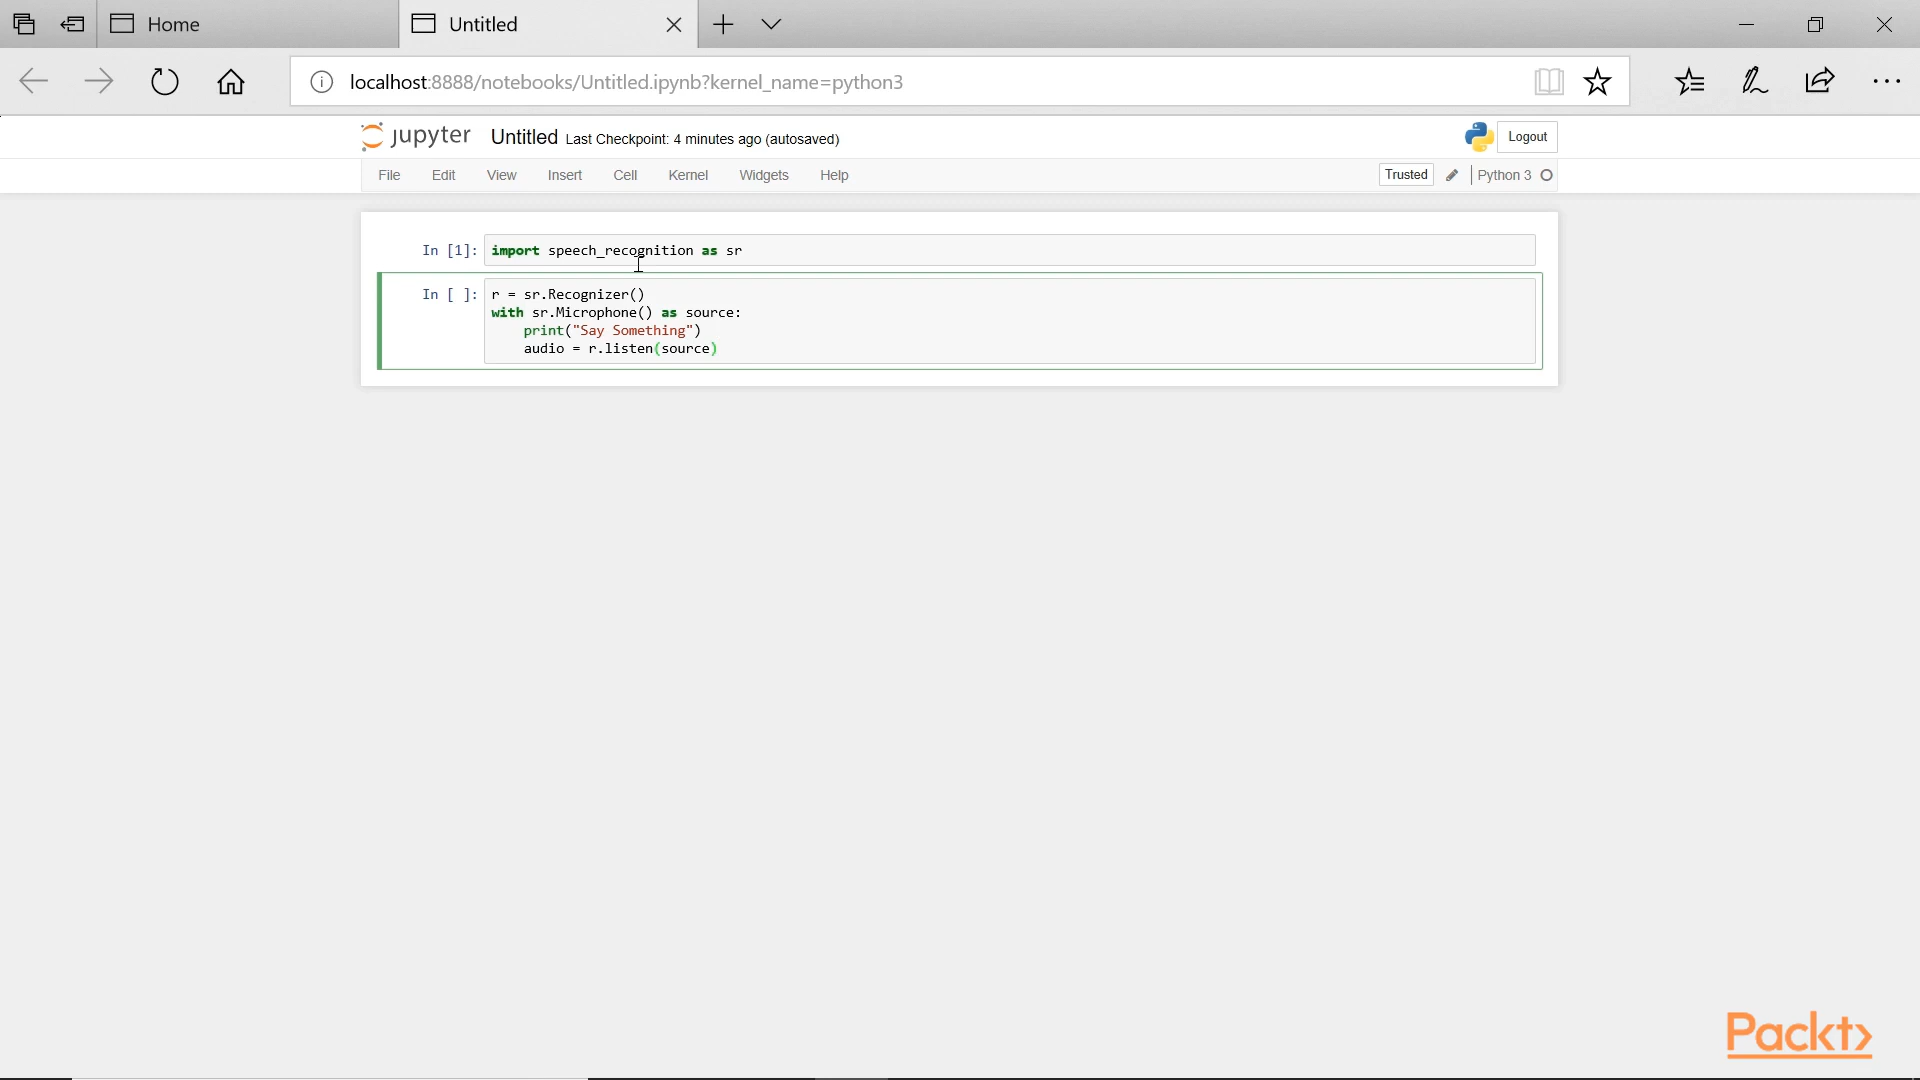 Home
Untitled
localhost:8888/notebooks/Untitled.ipynb?kernel_name=python3
jupyter Untitled Last Checkpoint: 4 minutes ago (autosaved)
Logout
File Edit View Insert Cell Kernel Widgets Help
Trusted
Python 3
In [1]: import speech_recognition as sr
In [ ]: r = sr.Recognizer()
with sr.Microphone() as source:
    print("Say Something")
    audio = r.listen(source)
Packt>